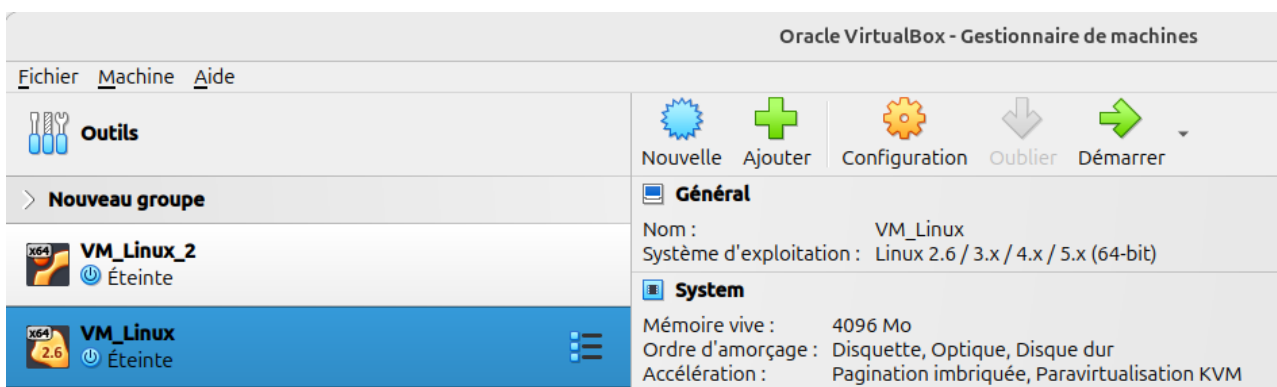 Oracle VirtualBox - Gestionnaire de machines
Fichier Machine Aide
Outils
Nouvelle Ajouter Configuration Oublier Démarrer
Nouveau groupe
x64 VM_Linux_2
Éteinte
x64 VM_Linux
2.6 Éteinte
Général
Nom : VM_Linux
Système d'exploitation : Linux 2.6 / 3.x / 4.x / 5.x (64-bit)
System
Mémoire vive : 4096 Mo
Ordre d'amorçage : Disquette, Optique, Disque dur
Accélération : Pagination imbriquée, Paravirtualisation KVM